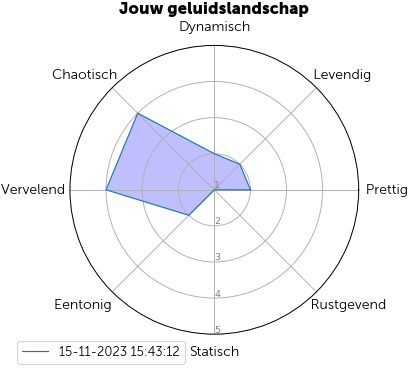 Jouw geluidslandschap
Dynamisch
Chaotisch
Levendig
Vervelend
1
Prettig
2
3
4
Eentonig
Rustgevend
5
15-11-2023 15:43:12
Statisch